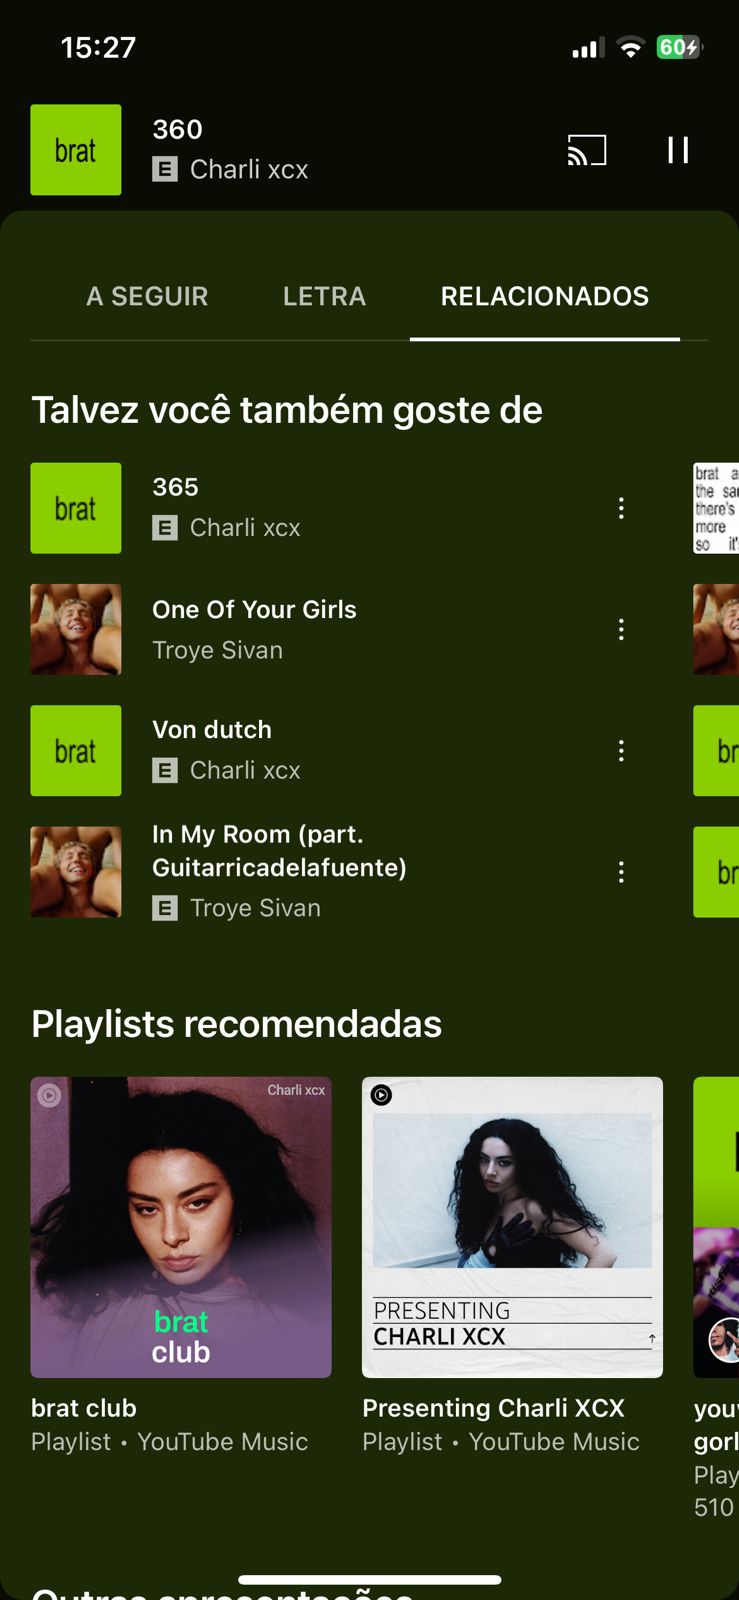 15:27
60
brat
360
E Charli xcx
A SEGUIR
LETRA
RELACIONADOS
Talvez você também goste de
brat
365
E Charli xcx
brat a
the sa
there's
more
so it's
One Of Your Girls
Troye Sivan
brat
Von dutch
E Charli xcx
br
In My Room (part.
Guitarricadelafuente)
E Troye Sivan
br
Playlists recomendadas
Charli xcx
brat
club
PRESENTING
CHARLI XCX
brat club
Playlist • YouTube Music
Presenting Charli XCX
Playlist • YouTube Music
gorl
Play
510
Outras apresentações